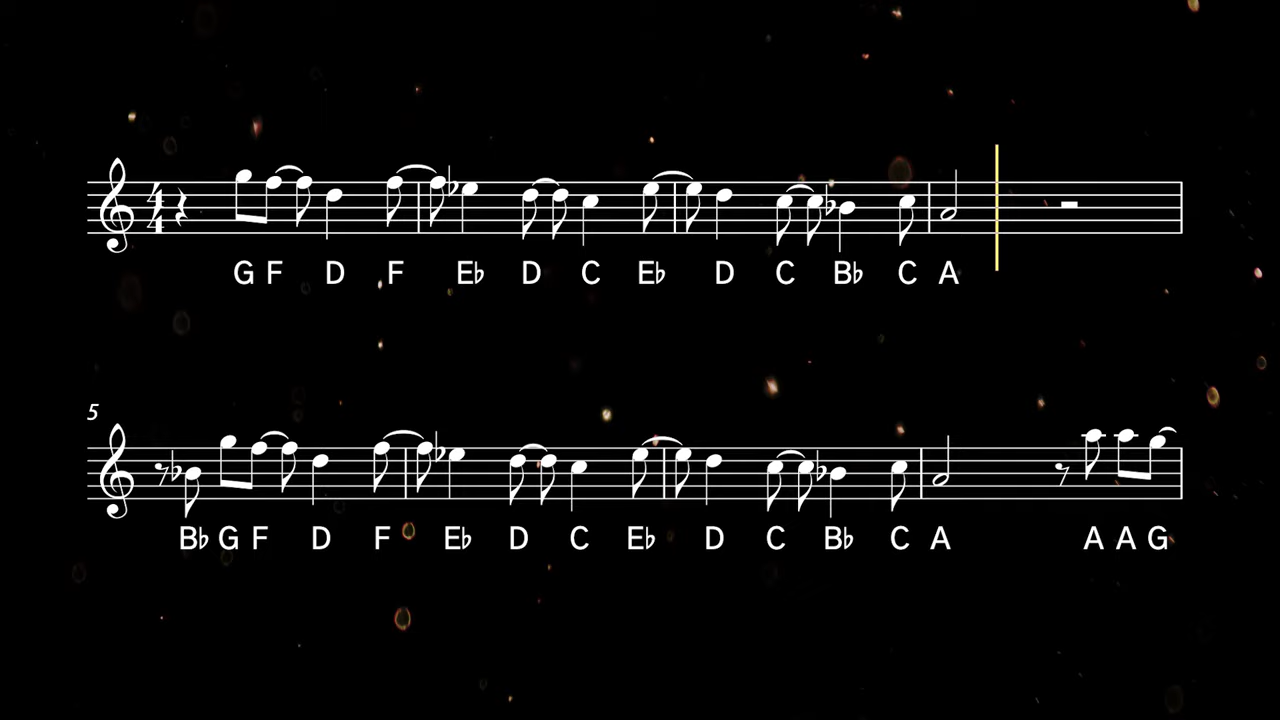 4
4
G F D F E♭ D C E♭ D C B♭ C A
5
B♭ G F D F E♭ D C E♭ D C B♭ C A A A G